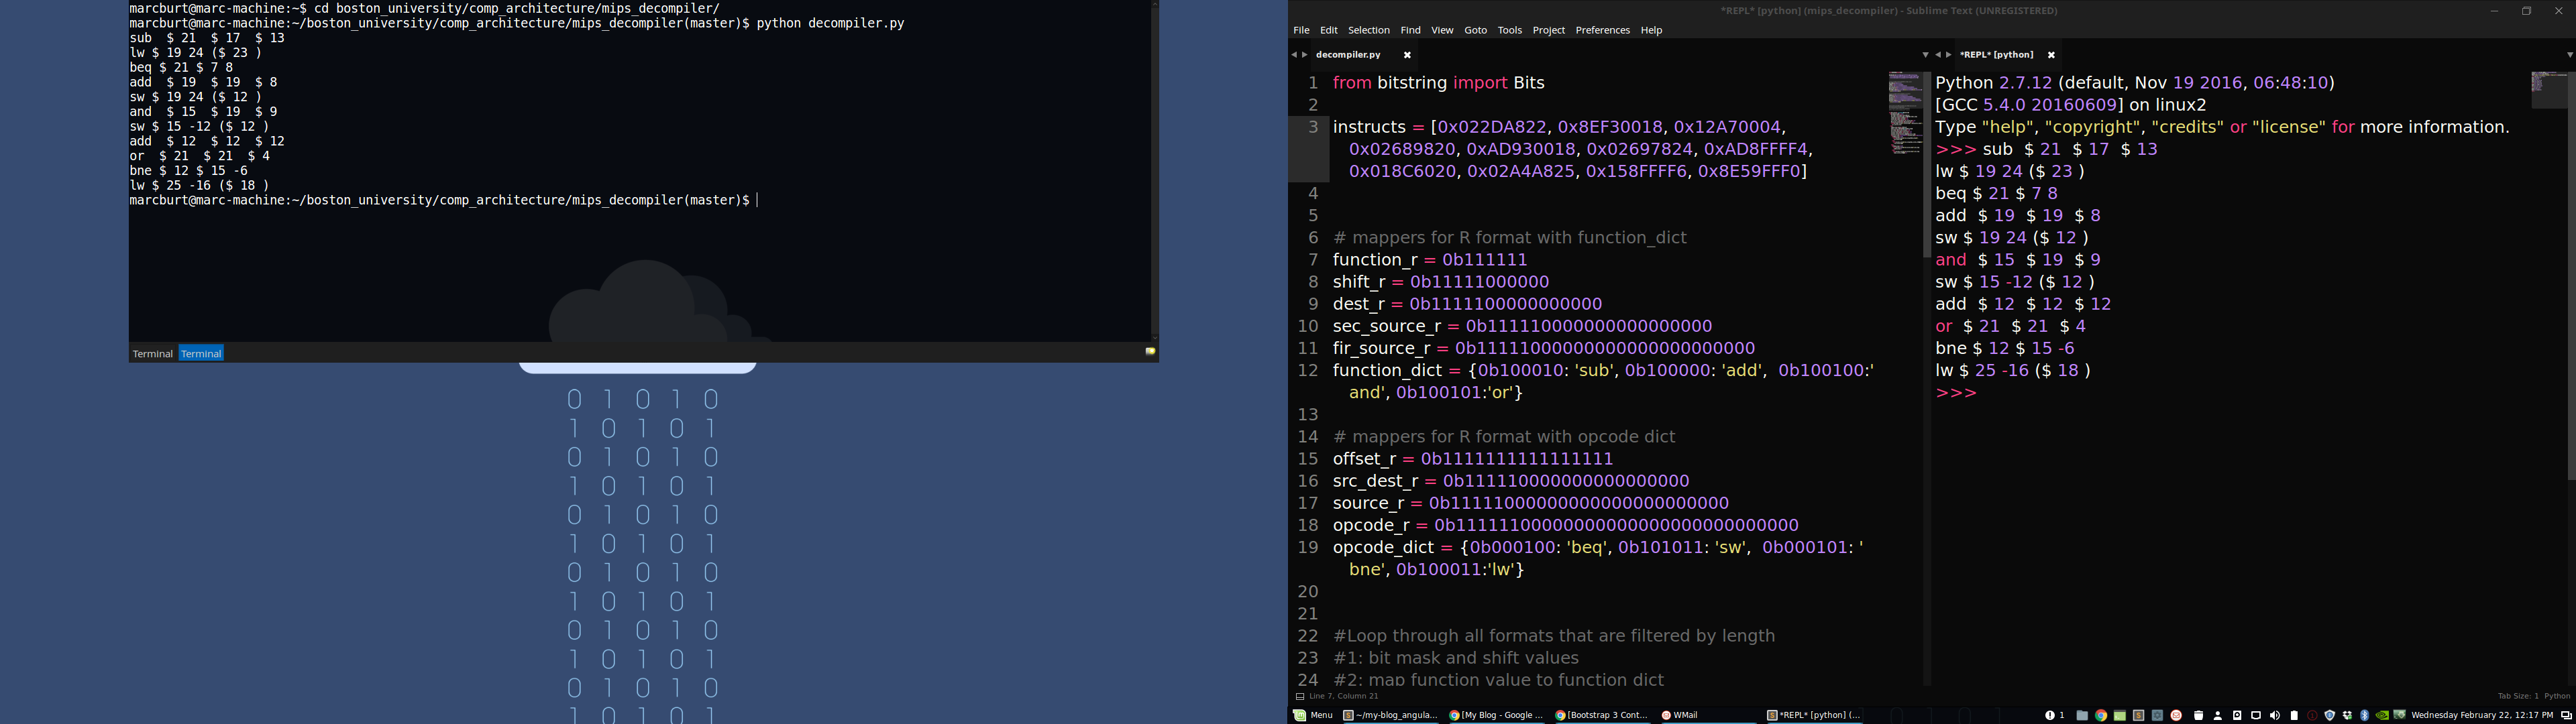 marcburt@marc-machine:~$ cd boston_university/comp_architecture/mips_decompiler/
marcburt@marc-machine:~/boston_university/comp_architecture/mips_decompiler(master)$ python decompiler.py
sub  $ 21  $ 17  $ 13
lw $ 19 24 ($ 23 )
beq $ 21 $ 7 8
add  $ 19  $ 19  $ 8
sw $ 19 24 ($ 12 )
and  $ 15  $ 19  $ 9
sw $ 15 -12 ($ 12 )
add  $ 12  $ 12  $ 12
or  $ 21  $ 21  $ 4
bne $ 12 $ 15 -6
lw $ 25 -16 ($ 18 )
marcburt@marc-machine:~/boston_university/comp_architecture/mips_decompiler(master)$
Terminal Terminal
0 1 0 1 0
1 0 1 0 1
0 1 0 1 0
1 0 1 0 1
0 1 0 1 0
1 0 1 0 1
0 1 0 1 0
1 0 1 0 1
0 1 0 1 0
1 0 1 0 1
0 1 0 1 0
1 0 1 0 1
*REPL* [python] (mips_decompiler) - Sublime Text (UNREGISTERED)
File Edit Selection Find View Goto Tools Project Preferences Help
decompiler.py
1 from bitstring import Bits
2
3 instructs = [0x022DA822, 0x8EF30018, 0x12A70004,
0x02689820, 0xAD930018, 0x02697824, 0xAD8FFFF4,
0x018C6020, 0x02A4A825, 0x158FFFF6, 0x8E59FFF0]
4
5
6 # mappers for R format with function_dict
7 function_r = 0b111111
8 shift_r = 0b11111000000
9 dest_r = 0b1111100000000000
10 sec_source_r = 0b111110000000000000000
11 fir_source_r = 0b11111000000000000000000000
12 function_dict = {0b100010: 'sub', 0b100000: 'add',  0b100100:'
and', 0b100101:'or'}
13
14 # mappers for R format with opcode dict
15 offset_r = 0b1111111111111111
16 src_dest_r = 0b111110000000000000000
17 source_r = 0b11111000000000000000000000
18 opcode_r = 0b11111100000000000000000000000000
19 opcode_dict = {0b000100: 'beq', 0b101011: 'sw',  0b000101: '
bne', 0b100011:'lw'}
20
21
22 #Loop through all formats that are filtered by length
23 #1: bit mask and shift values
24 #2: map function value to function dict
*REPL* [python]
Python 2.7.12 (default, Nov 19 2016, 06:48:10)
[GCC 5.4.0 20160609] on linux2
Type "help", "copyright", "credits" or "license" for more information.
>>> sub  $ 21  $ 17  $ 13
lw $ 19 24 ($ 23 )
beq $ 21 $ 7 8
add  $ 19  $ 19  $ 8
sw $ 19 24 ($ 12 )
and  $ 15  $ 19  $ 9
sw $ 15 -12 ($ 12 )
add  $ 12  $ 12  $ 12
or  $ 21  $ 21  $ 4
bne $ 12 $ 15 -6
lw $ 25 -16 ($ 18 )
>>>
Line 7, Column 21
Tab Size: 1 Python
Menu ~/my-blog_angula... [My Blog - Google ... [Bootstrap 3 Cont... WMail *REPL* [python] (... 1 Wednesday February 22, 12:17 PM